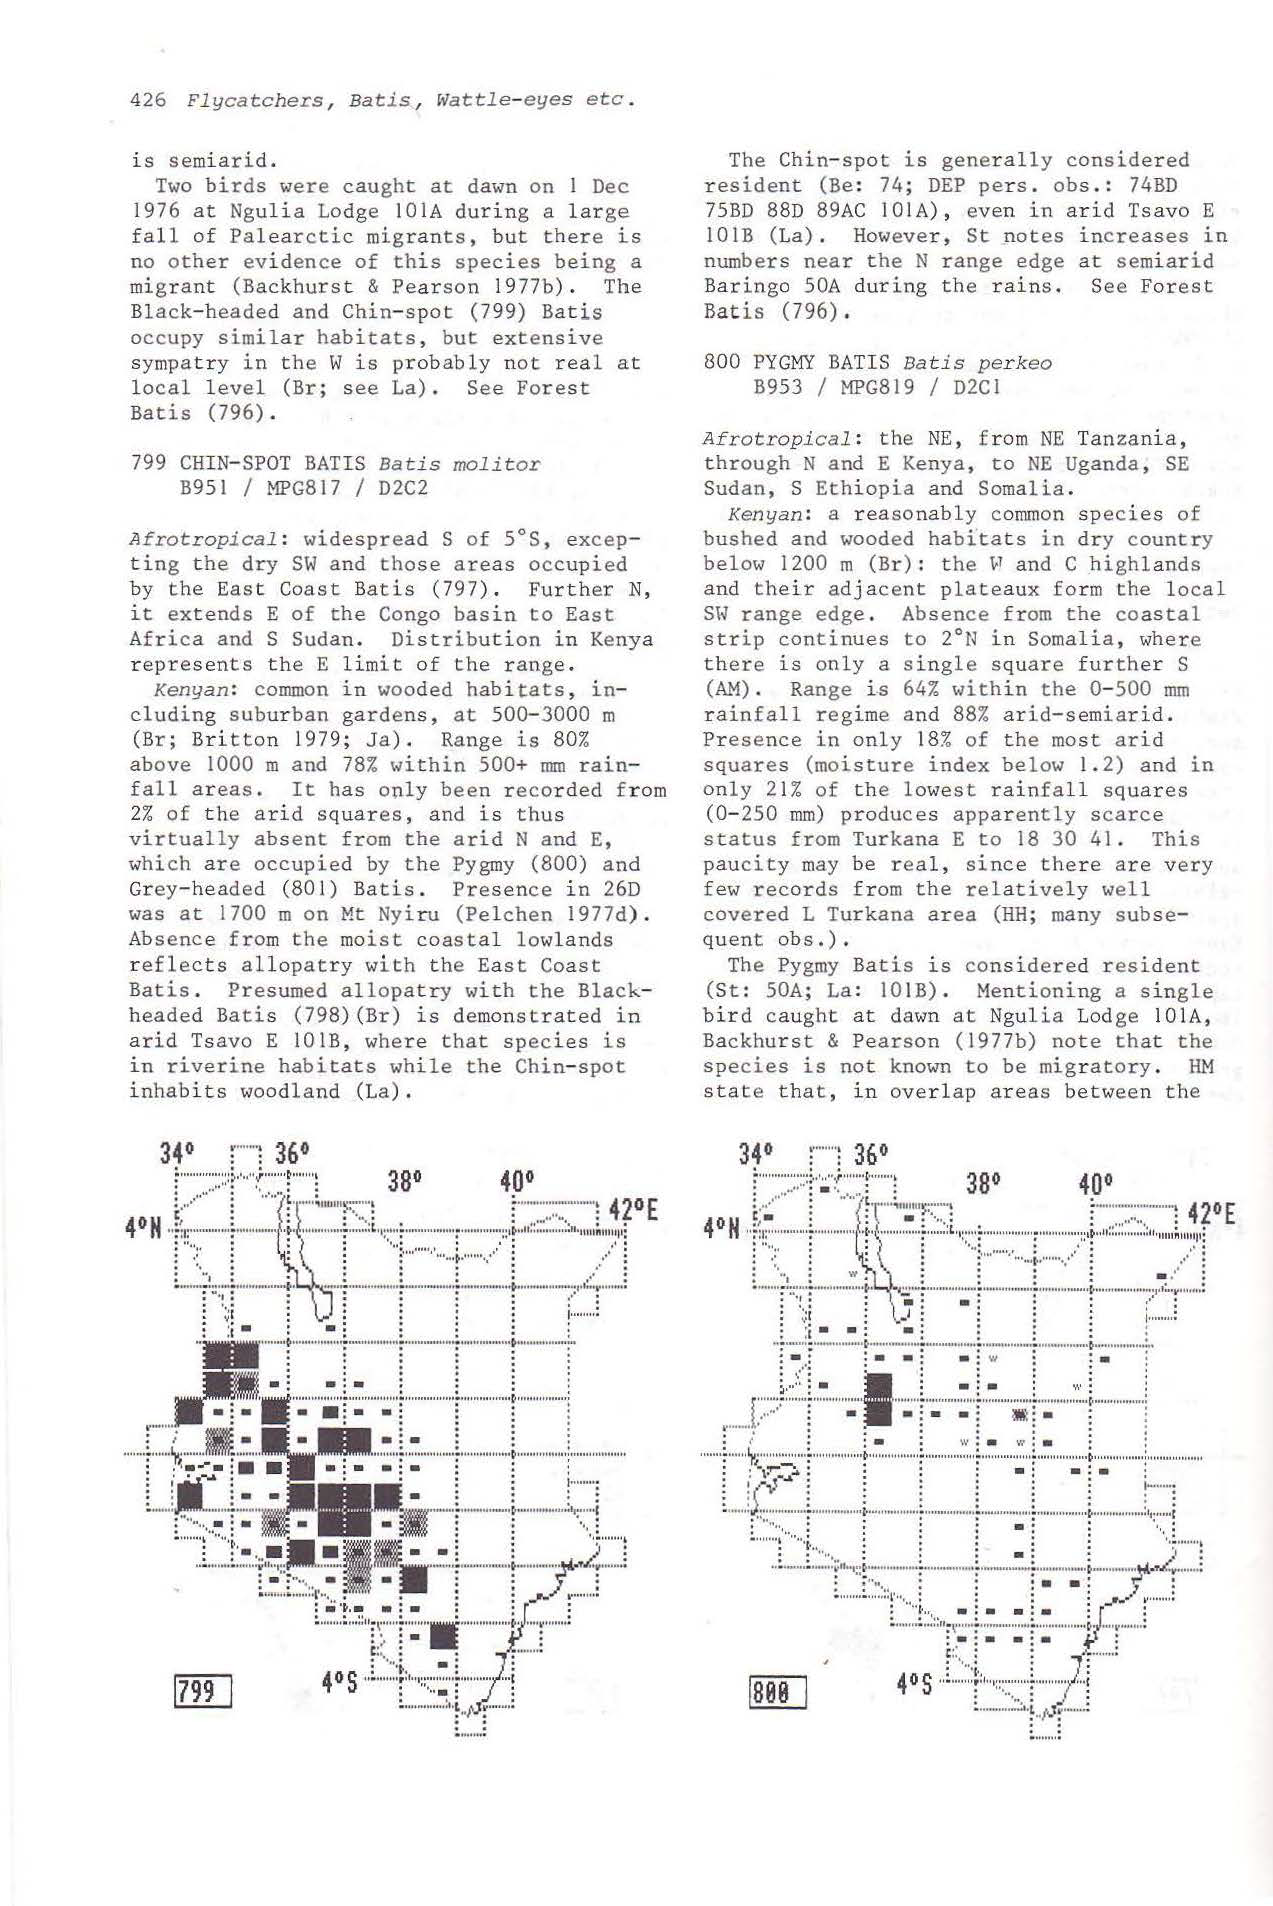 426 Flycatchers, Batis, Wattle-eyes etc.
is semiarid.
Two birds were caught at dawn on 1 Dec
1976 at Ngulia Lodge 101A during a large
fall of Palearctic migrants, but there is
no other evidence of this species being a
migrant (Backhurst & Pearson 1977b). The
Black-headed and Chin-spot (799) Batis
occupy similar habitats, but extensive
sympatry in the W is probably not real at
local level (Br; see La). See Forest
Batis (796).
799 CHIN-SPOT BATIS Batis molitor
B951 / MPG817 / D2C2
Afrotropical: widespread S of 5°S, excep-
ting the dry SW and those areas occupied
by the East Coast Batis (797). Further N,
it extends E of the Congo basin to East
Africa and S Sudan. Distribution in Kenya
represents the E limit of the range.
Kenyan: common in wooded habitats, in-
cluding suburban gardens, at 500-3000 m
(Br; Britton 1979; Ja). Range is 80%
above 1000 m and 78% within 500+ mm rain-
fall areas. It has only been recorded from
2% of the arid squares, and is thus
virtually absent from the arid N and E,
which are occupied by the Pygmy (800) and
Grey-headed (801) Batis. Presence in 26D
was at 1700 m on Mt Nyiru (Pelchen 1977d).
Absence from the moist coastal lowlands
reflects allopatry with the East Coast
Batis. Presumed allopatry with the Black-
headed Batis (798)(Br) is demonstrated in
arid Tsavo E 101B, where that species is
in riverine habitats while the Chin-spot
inhabits woodland (La).
The Chin-spot is generally considered
resident (Be: 74; DEP pers. obs.: 74BD
75BD 88D 89AC 101A), even in arid Tsavo E
101B (La). However, St notes increases in
numbers near the N range edge at semiarid
Baringo 50A during the rains. See Forest
Batis (796).
800 PYGMY BATIS Batis perkeo
B953 / MPG819 / D2C1
Afrotropical: the NE, from NE Tanzania,
through N and E Kenya, to NE Uganda, SE
Sudan, S Ethiopia and Somalia.
Kenyan: a reasonably common species of
bushed and wooded habitats in dry country
below 1200 m (Br): the W and C highlands
and their adjacent plateaux form the local
SW range edge. Absence from the coastal
strip continues to 2°N in Somalia, where
there is only a single square further S
(AM). Range is 64% within the 0-500 mm
rainfall regime and 88% arid-semiarid.
Presence in only 18% of the most arid
squares (moisture index below 1.2) and in
only 21% of the lowest rainfall squares
(0-250 mm) produces apparently scarce
status from Turkana E to 18 30 41. This
paucity may be real, since there are very
few records from the relatively well
covered L Turkana area (HH; many subse-
quent obs.).
The Pygmy Batis is considered resident
(St: 50A; La: 101B). Mentioning a single
bird caught at dawn at Ngulia Lodge 101A,
Backhurst & Pearson (1977b) note that the
species is not known to be migratory. HM
state that, in overlap areas between the
34° 36°
38° 40°
42°E
4°N
4°S
799
34° 36°
38° 40°
42°E
4°N
w
w
w
w w
4°S
800